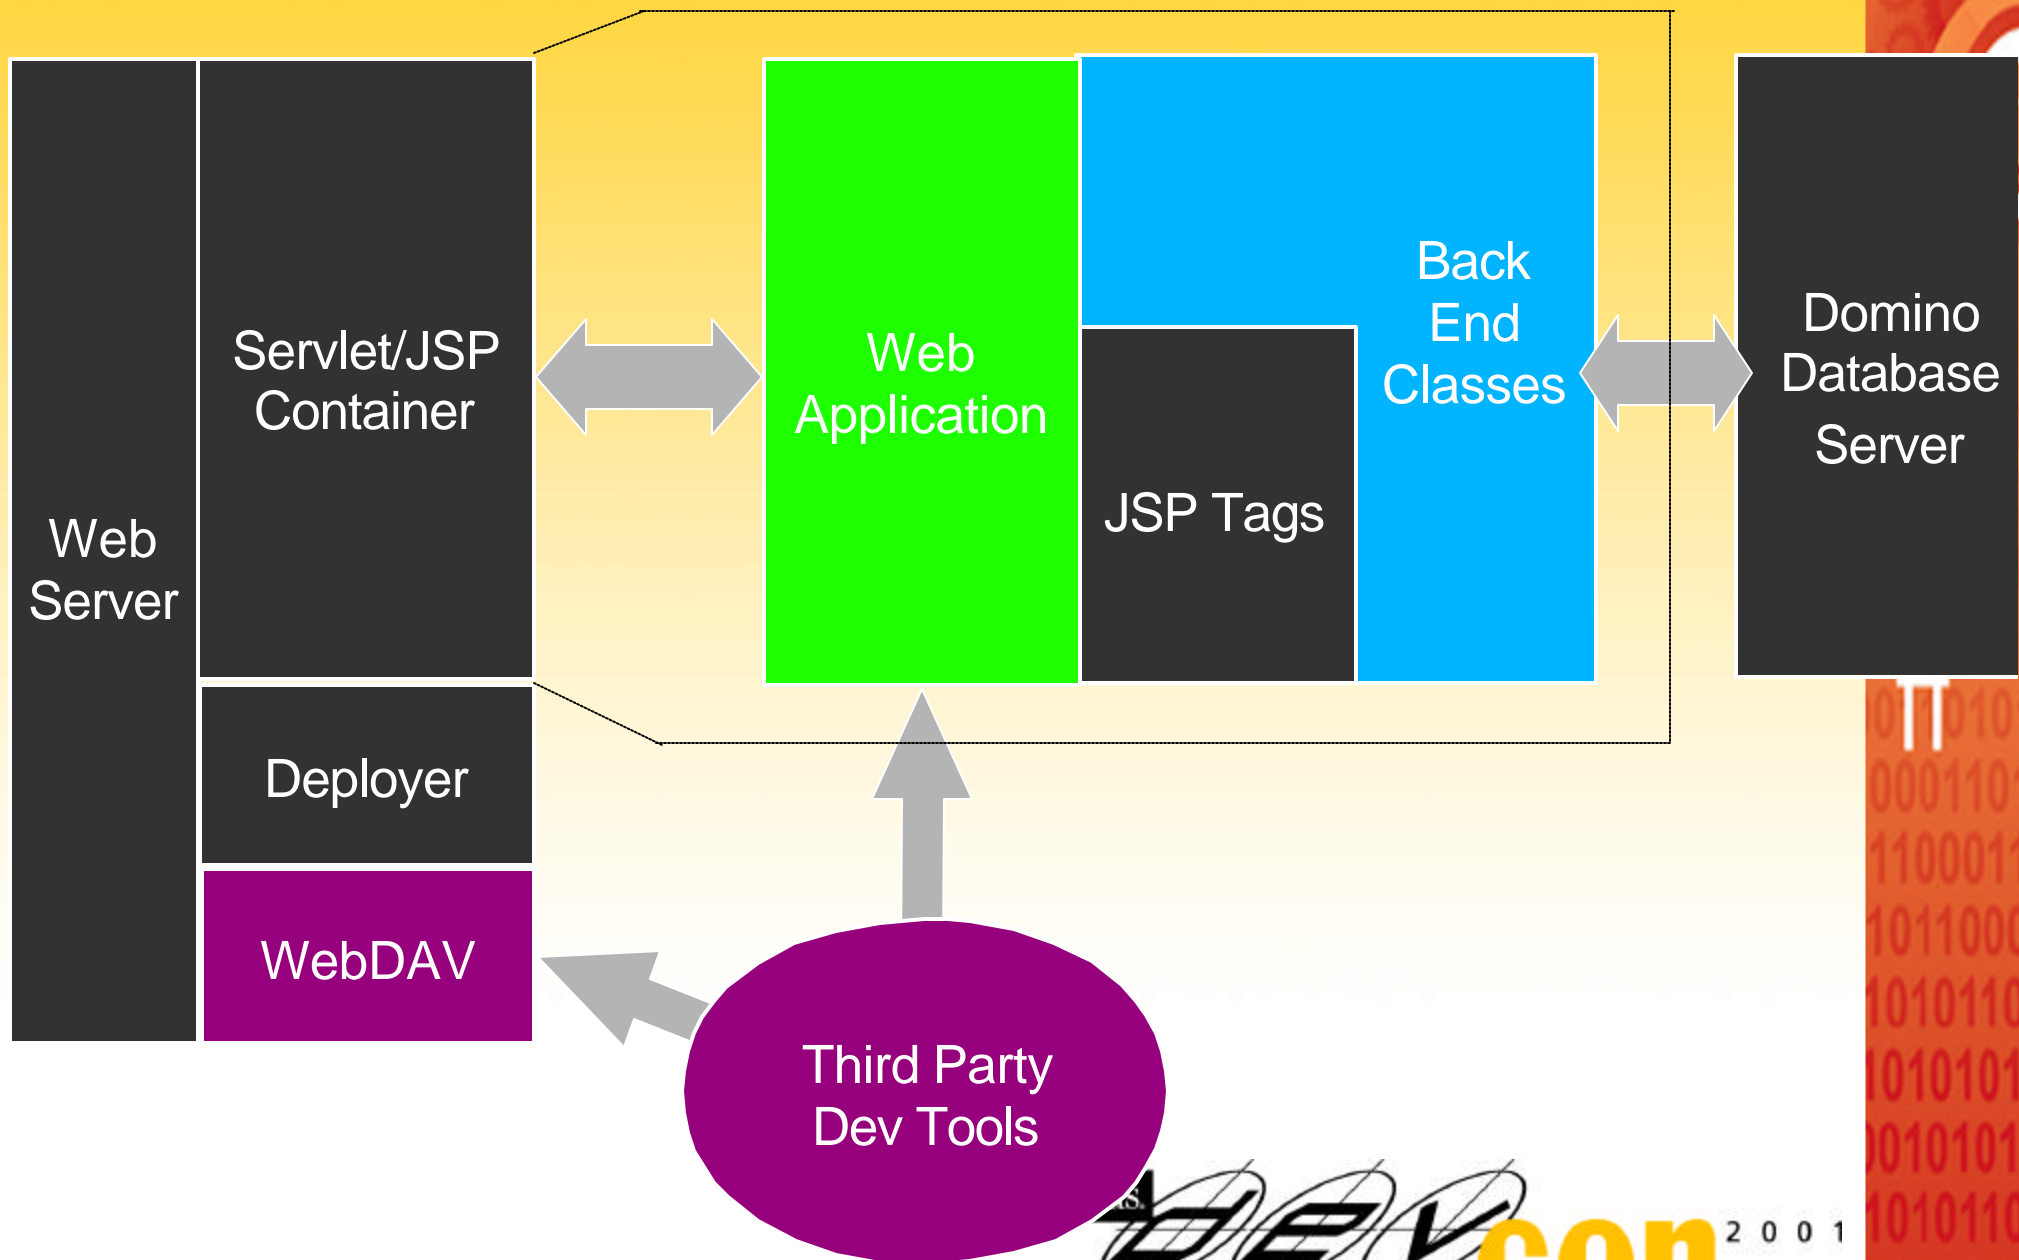 Web
Server
Servlet/JSP
Container
Deployer
WebDAV
Web
Application
JSP Tags
Back
End
Classes
Domino
Database
Server
Third Party
Dev Tools
dev
con
2001